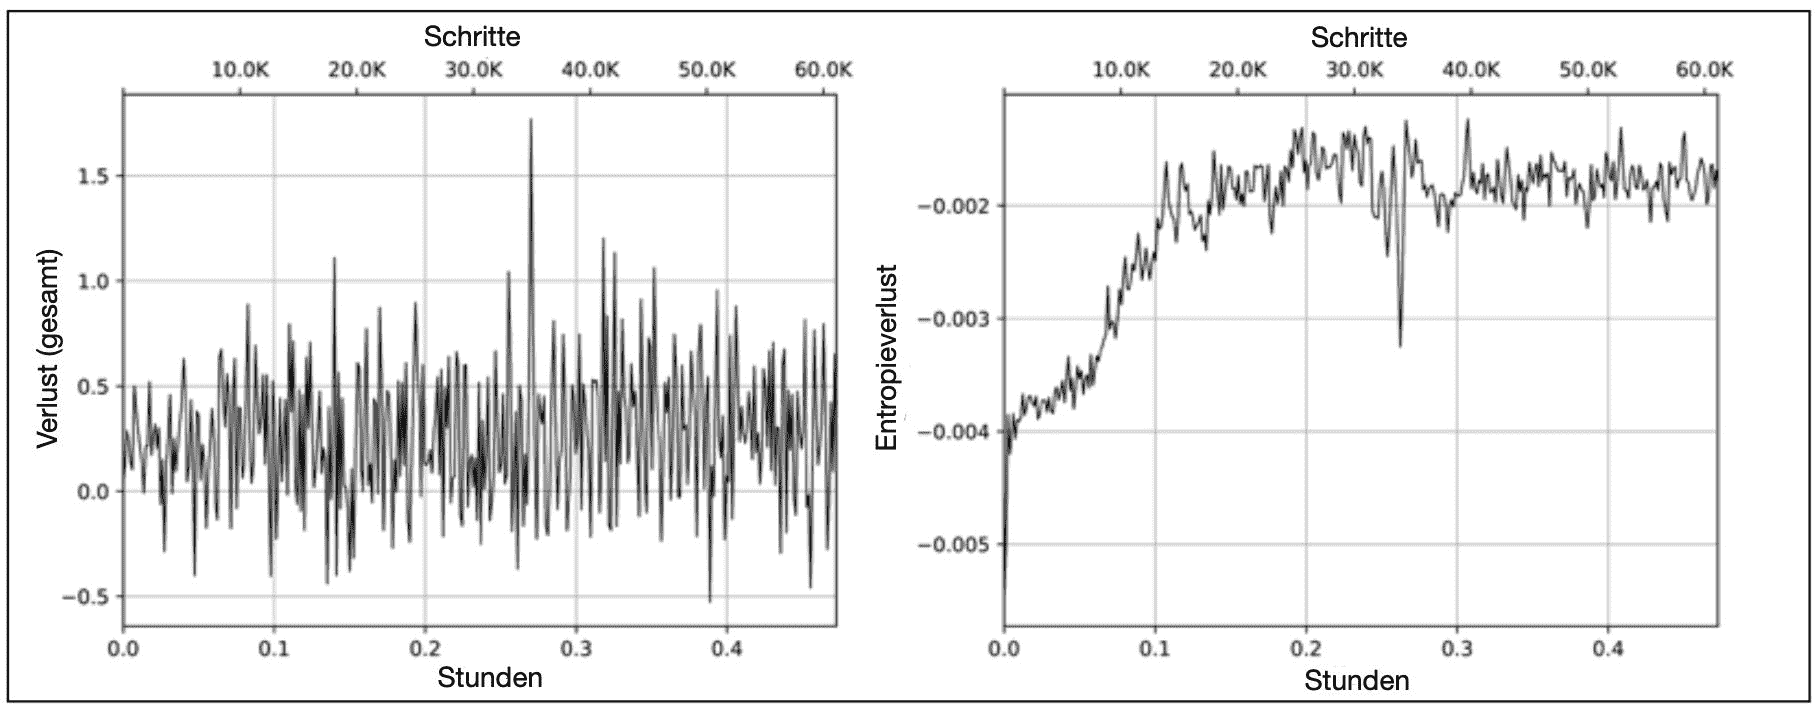 Schritte
10.0K 20.0K 30.0K 40.0K 50.0K 60.0K
Verlust (gesamt)
1.5
1.0
0.5
0.0
−0.5
0.0 0.1 0.2 0.3 0.4
Stunden
Schritte
10.0K 20.0K 30.0K 40.0K 50.0K 60.0K
Entropieverlust
−0.002
−0.003
−0.004
−0.005
0.0 0.1 0.2 0.3 0.4
Stunden